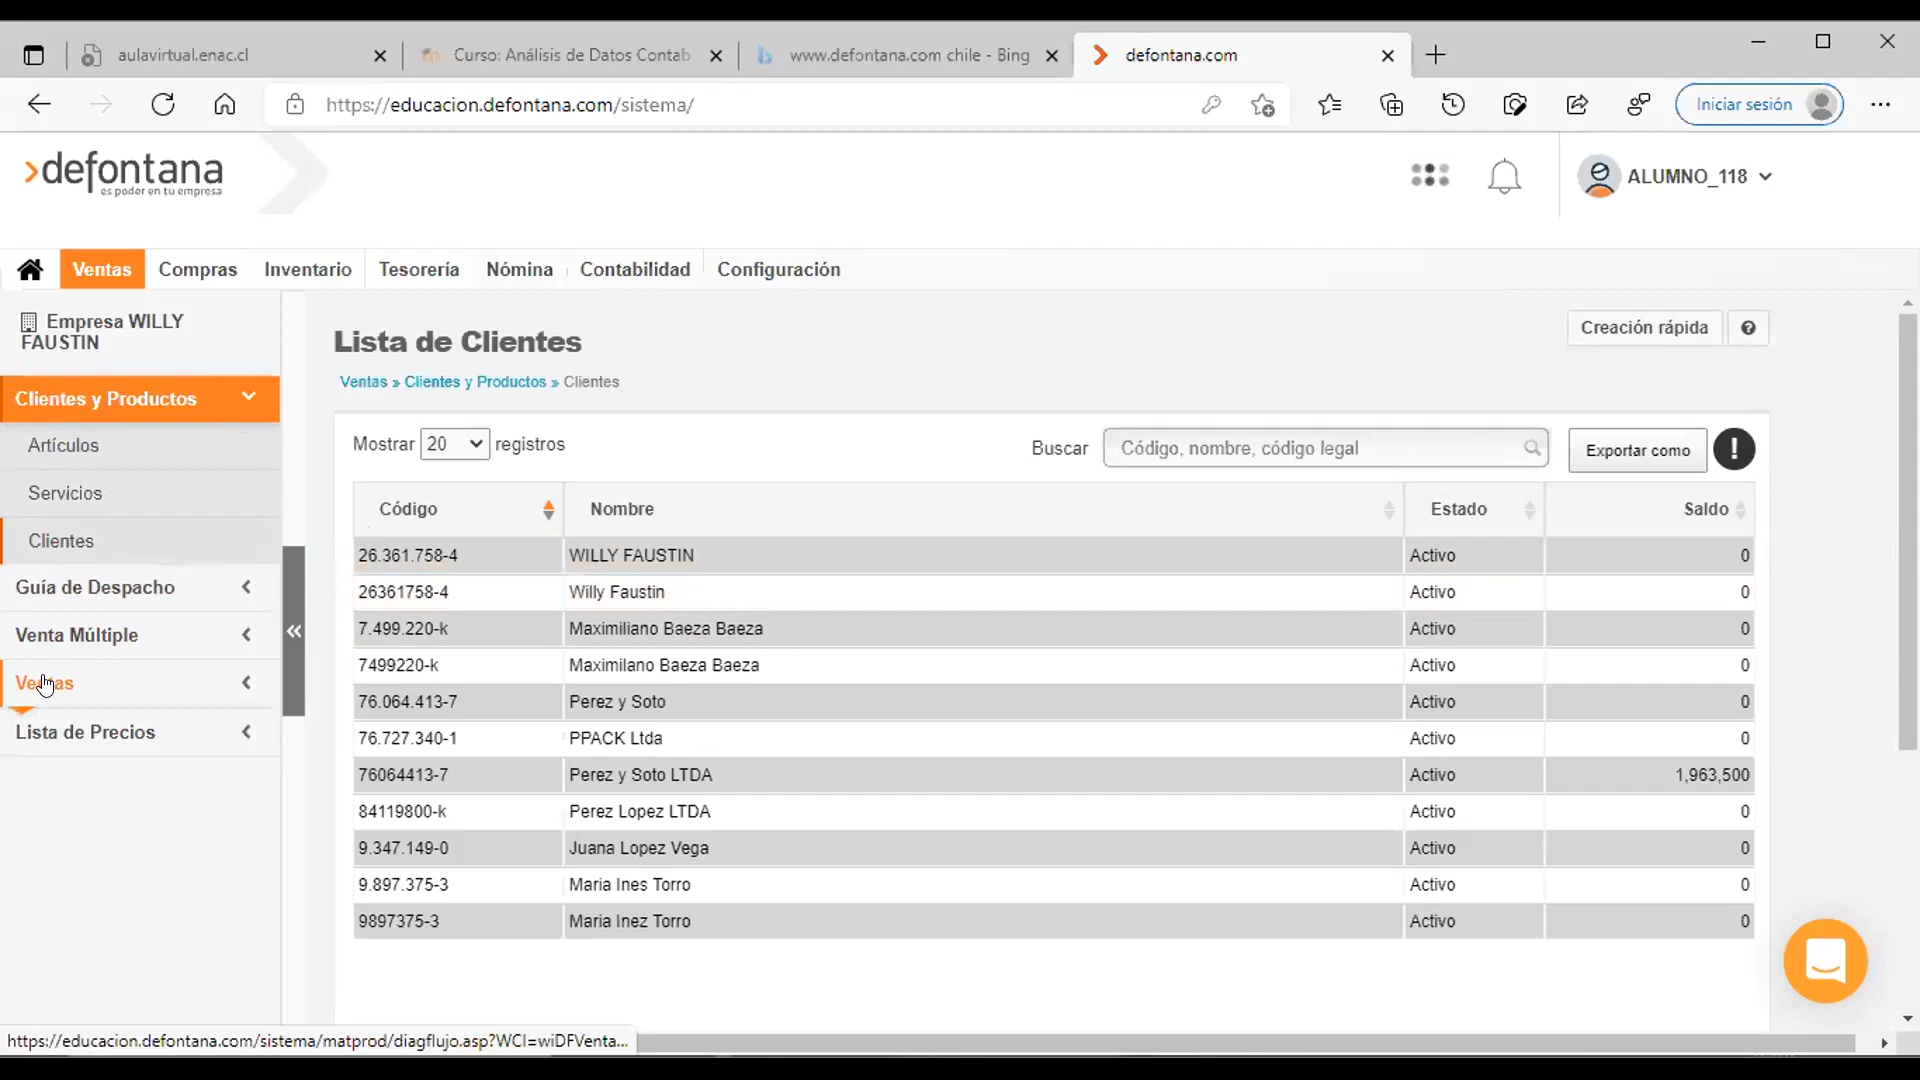 aulavirtual.enac.cl
Curso: Análisis de Datos Contab
www.defontana.com chile - Bing
defontana.com
https://educacion.defontana.com/sistema/
Iniciar sesión
defontana
es poder en tu empresa
ALUMNO_118
Ventas Compras Inventario Tesorería Nómina Contabilidad Configuración
Empresa WILLY
FAUSTIN
Clientes y Productos
Artículos
Servicios
Clientes
Guía de Despacho
Venta Múltiple
Ventas
Lista de Precios
Lista de Clientes
Creación rápida ?
Ventas » Clientes y Productos » Clientes
Mostrar 20 registros
Buscar Código, nombre, código legal
Exportar como !
Código Nombre Estado Saldo
26.361.758-4 WILLY FAUSTIN Activo 0
26361758-4 Willy Faustin Activo 0
7.499.220-k Maximiliano Baeza Baeza Activo 0
7499220-k Maximilano Baeza Baeza Activo 0
76.064.413-7 Perez y Soto Activo 0
76.727.340-1 PPACK Ltda Activo 0
76064413-7 Perez y Soto LTDA Activo 1,963,500
84119800-k Perez Lopez LTDA Activo 0
9.347.149-0 Juana Lopez Vega Activo 0
9.897.375-3 Maria Ines Torro Activo 0
9897375-3 Maria Inez Torro Activo 0
https://educacion.defontana.com/sistema/matprod/diagflujo.asp?WCI=wiDFVenta...